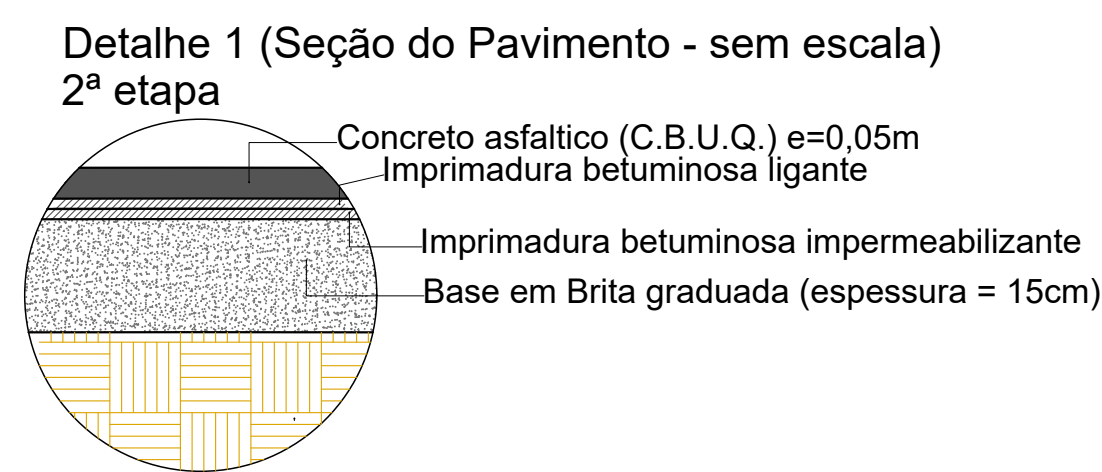 Detalhe 1 (Seção do Pavimento - sem escala)
2ª etapa
Concreto asfaltico (C.B.U.Q.) e=0,05m
Imprimadura betuminosa ligante
Imprimadura betuminosa impermeabilizante
Base em Brita graduada (espessura = 15cm)